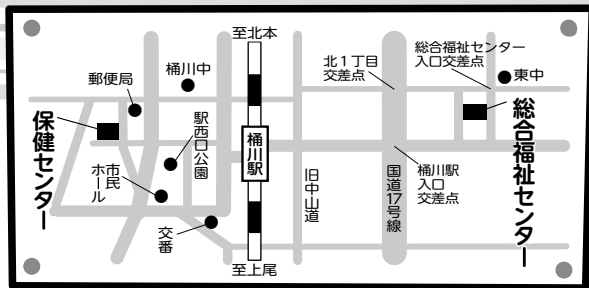 至北本
桶川中
郵便局
保健センター
駅西口公園
市民
ホール
交番
桶川駅
至上尾
旧中山道
北1丁目
交差点
国道17号線
総合福祉センター
入口交差点
東中
総合福祉センター
桶川駅
入口
交差点